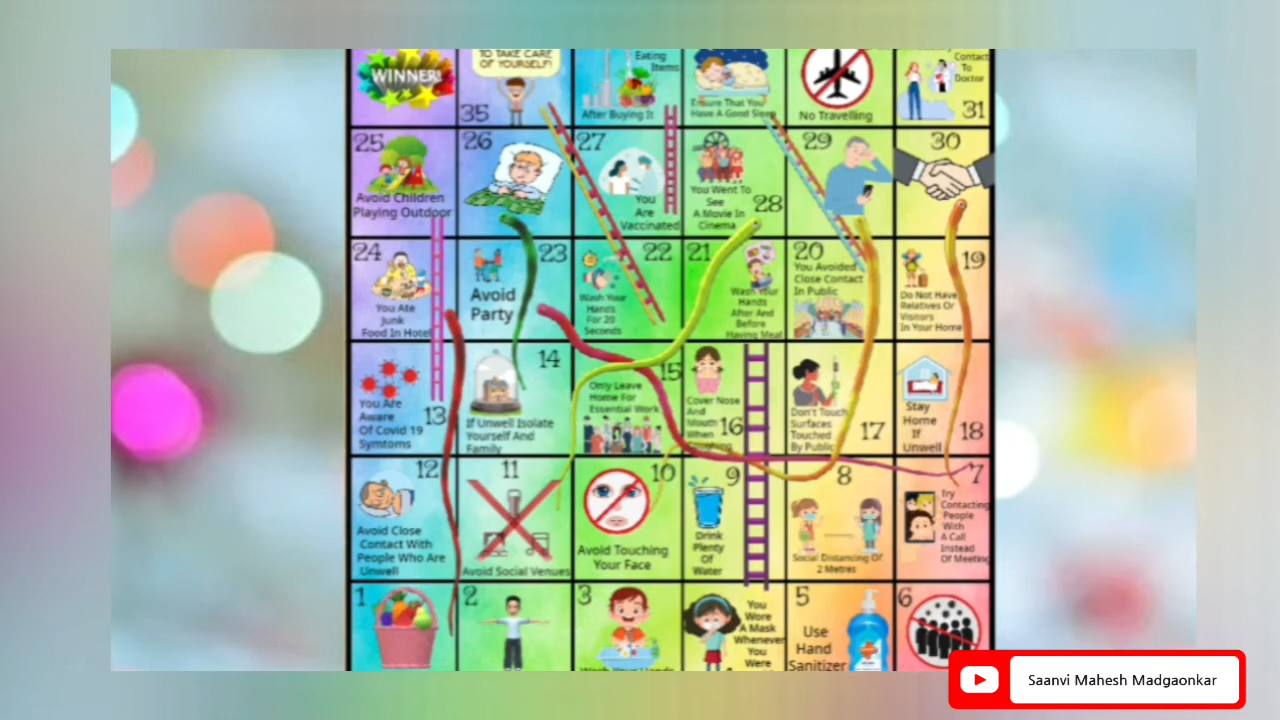 WINNER!
TO TAKE CARE
OF YOURSELF!
35
Eating
Items
After Buying It
Ensure That You
Have A Good Sleep
No Travelling
Contact
To
Doctor
31
25
Avoid Children
Playing Outdoor
26
27
You
Are
Vaccinated
You Went To
See
A Movie In
Cinema
28
29
30
24
You Ate
Junk
Food In Hotel
23
Avoid
Party
22
Wash Your
Hands
For 20
Seconds
21
Wash Your
Hands
After And
Before
Having Meal
20
You Avoided
Close Contact
In Public
19
Do Not Have
Relatives Or
Visitors
In Your Home
You Are
Aware
Of Covid 19
Symtoms
13
14
If Unwell Isolate
Yourself And
Family
15
Only Leave
Home For
Essential Work
Cover Nose
And
Mouth
When
16
Don't Touch
Surfaces
Touched
By Public
17
Stay
Home
If
Unwell
18
12
Avoid Close
Contact With
People Who Are
Unwell
11
Avoid Social Venues
10
Avoid Touching
Your Face
9
Drink
Plenty
Of
Water
8
Social Distancing Of
2 Metres
7
Try
Contacting
People
With
A Call
Instead
Of Meeting
1
2
3
Wash Your Hands
You
Wore
A Mask
Whenever
You
Were
5
Use
Hand
Sanitizer
6
Saanvi Mahesh Madgaonkar